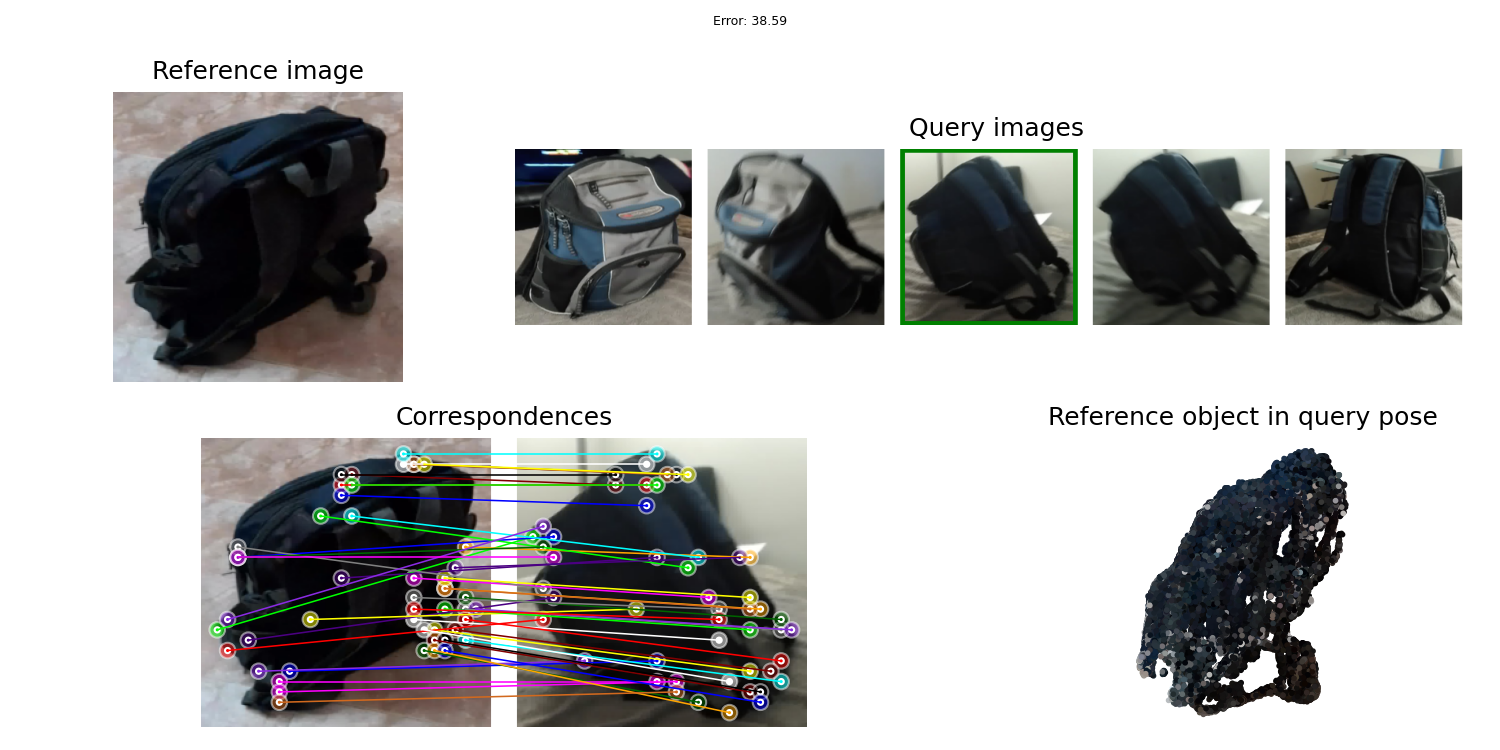 Error: 38.59
Reference image
Query images
Correspondences
Reference object in query pose